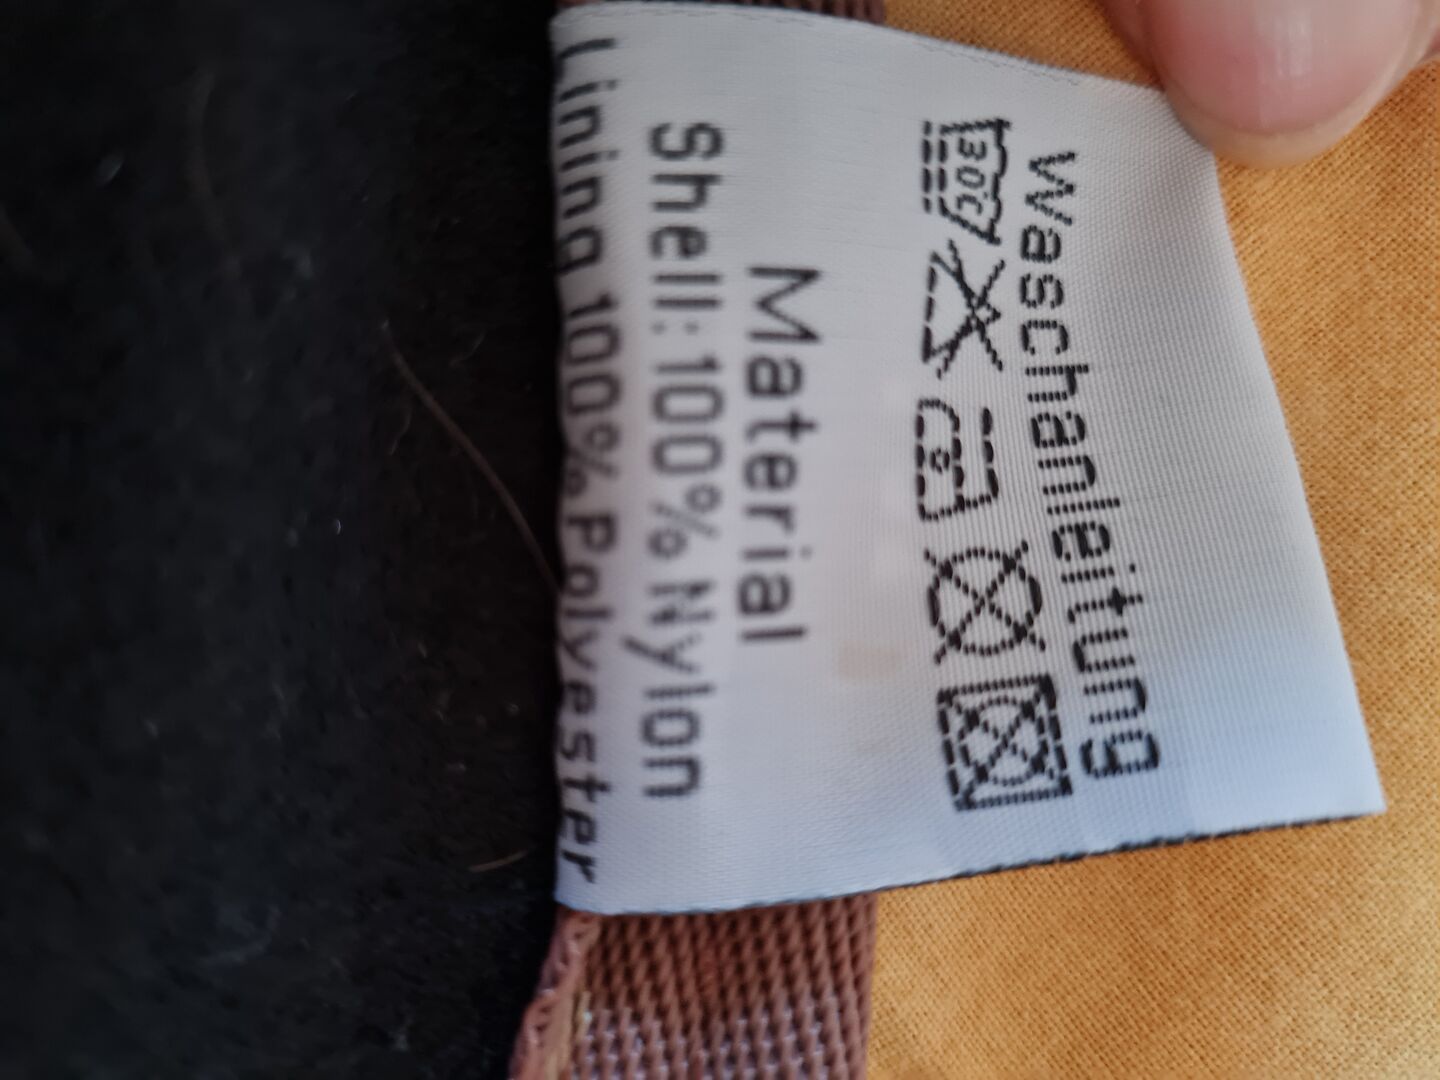 Waschanleitung
30℃
Material
Shell: 100% Nylon
Lining 100% Polyester